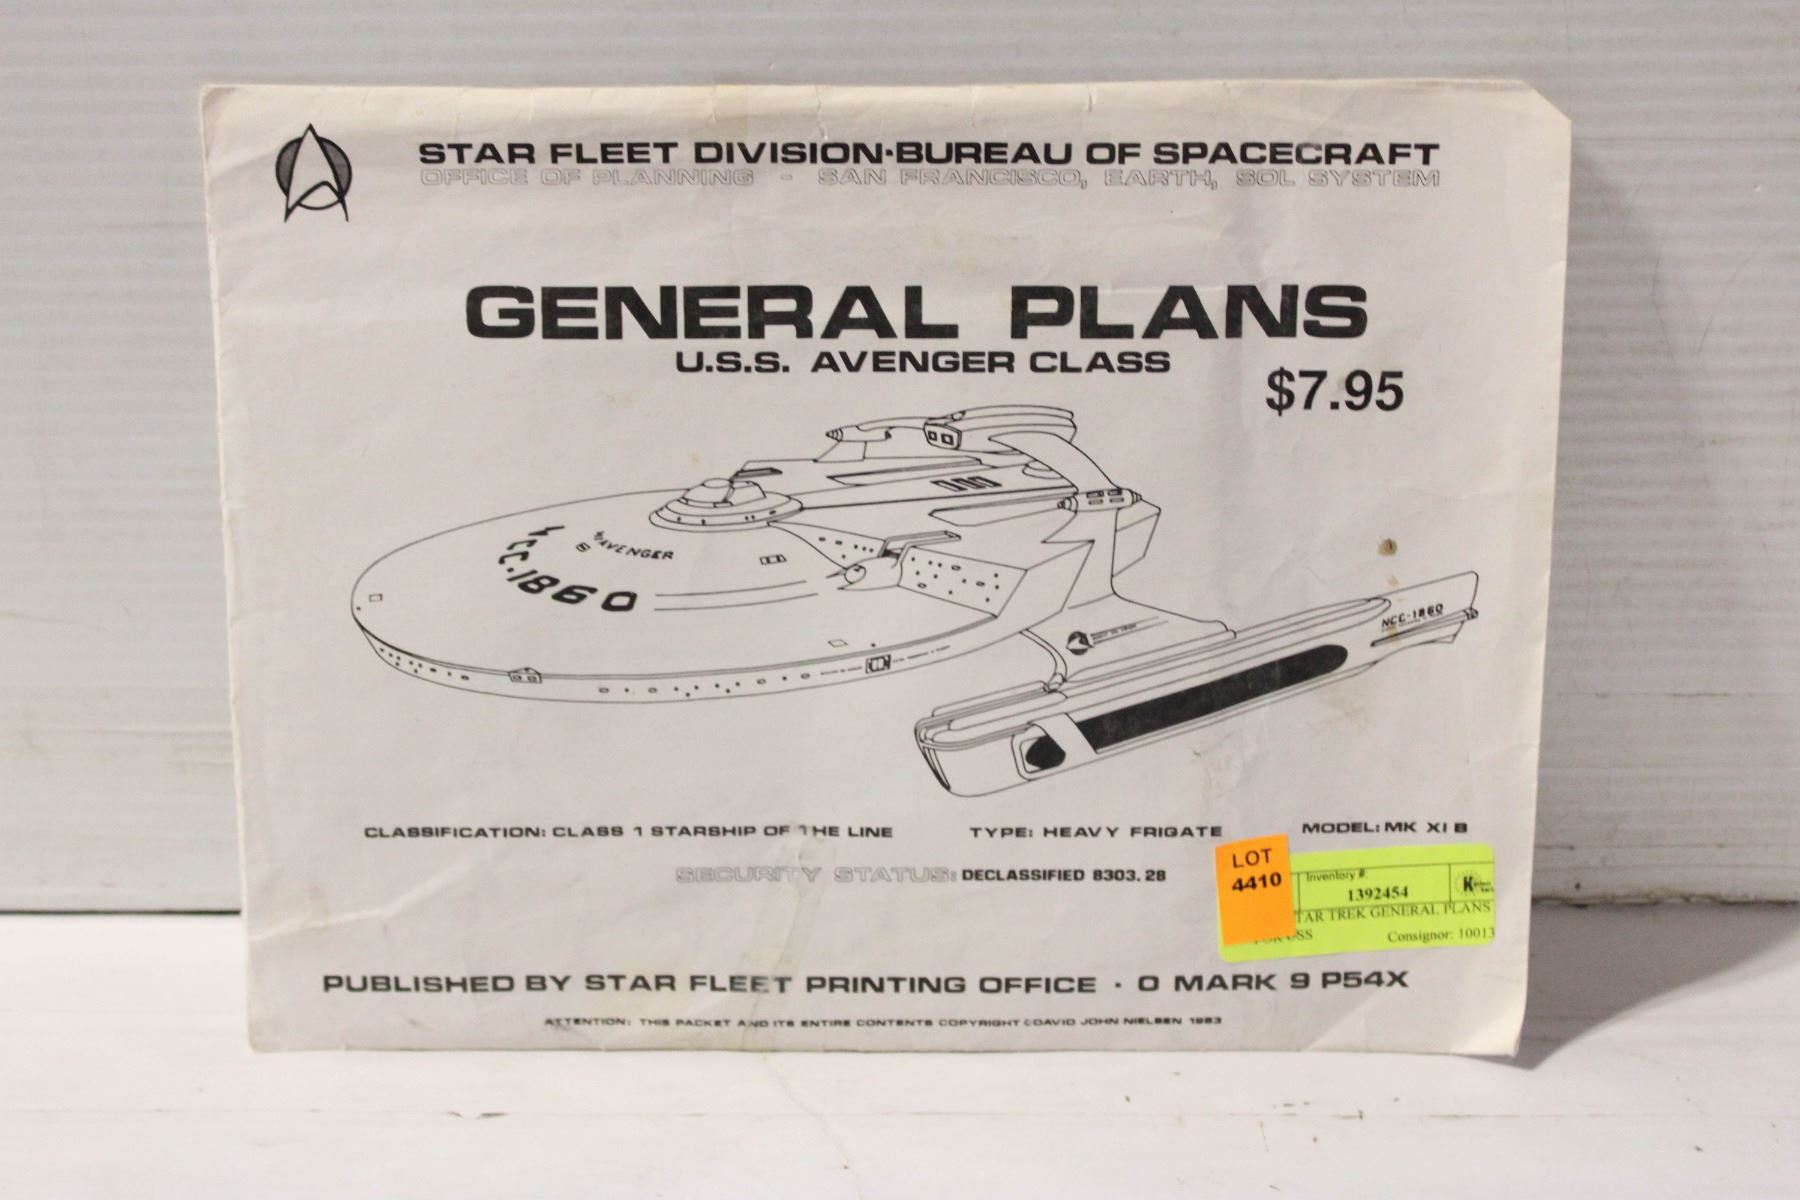 STAR FLEET DIVISION·BUREAU OF SPACECRAFT
OFFICE OF PLANNING - SAN FRANCISCO, EARTH, SOL SYSTEM
GENERAL PLANS
U.S.S. AVENGER CLASS
$7.95
AVENGER
NCC-1860
NCC-1860
CLASSIFICATION: CLASS 1 STARSHIP OF THE LINE
TYPE: HEAVY FRIGATE
MODEL: MK XI B
SECURITY STATUS: DECLASSIFIED 8303.28
LOT
4410
Inventory #
1392454
TAR TREK GENERAL PLANS
FOR USS
Consignor: 10013
PUBLISHED BY STAR FLEET PRINTING OFFICE · O MARK 9 P54X
ATTENTION: THIS PACKET AND ITS ENTIRE CONTENTS COPYRIGHT ©DAVID JOHN NIELSEN 1983